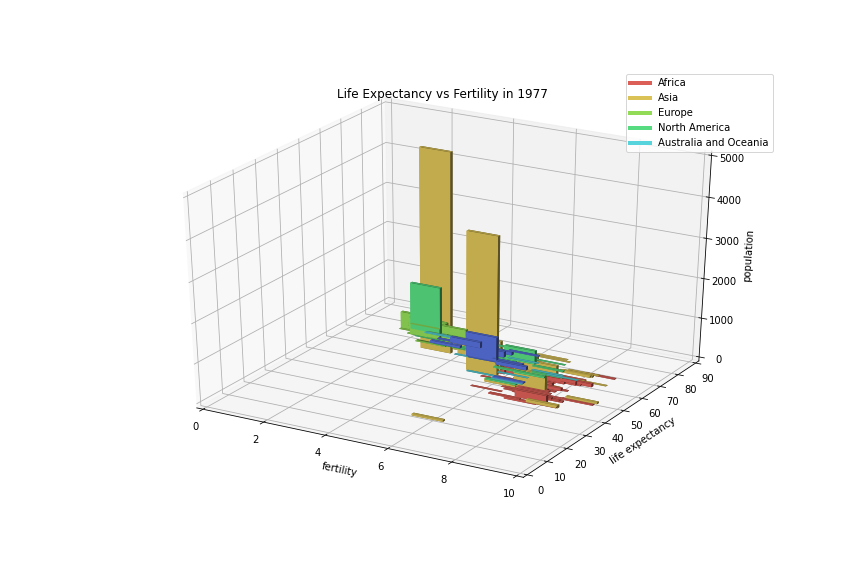 Life Expectancy vs Fertility in 1977
Africa
Asia
Europe
North America
Australia and Oceania
5000
4000
3000
2000
1000
0
population
0
2
4
6
8
10
fertility
0
10
20
30
40
50
60
70
80
90
life expectancy